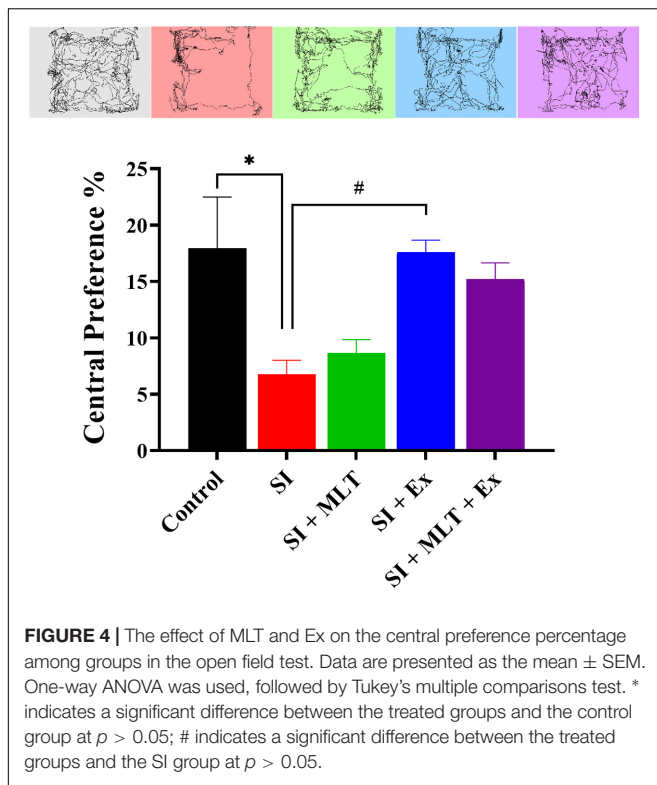 25
20
15
10
5
0
Central Preference %
*
#
Control
SI
SI + MLT
SI + Ex
SI + MLT + Ex
FIGURE 4 | The effect of MLT and Ex on the central preference percentage
among groups in the open field test. Data are presented as the mean ± SEM.
One-way ANOVA was used, followed by Tukey's multiple comparisons test. *
indicates a significant difference between the treated groups and the control
group at p > 0.05; # indicates a significant difference between the treated
groups and the SI group at p > 0.05.